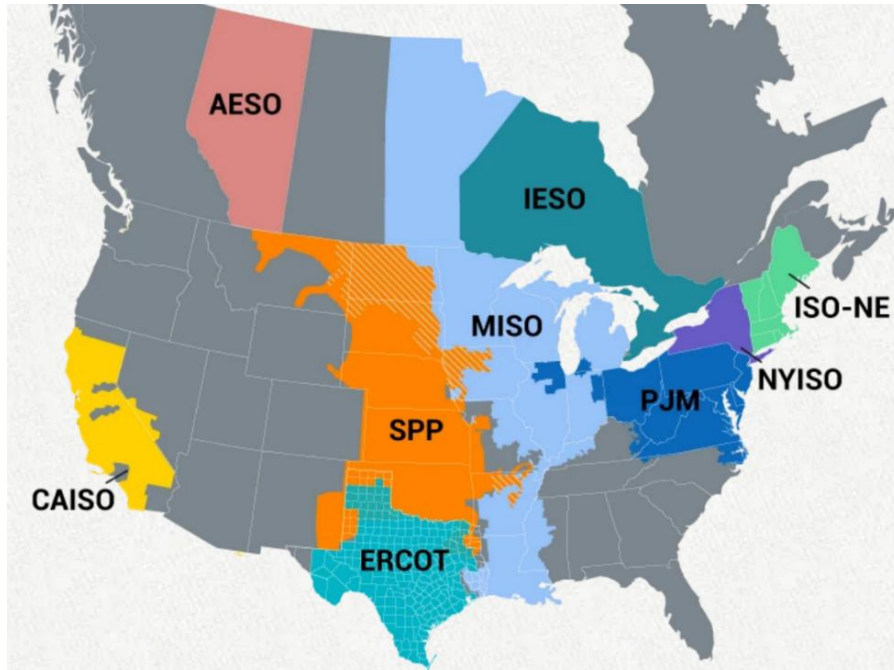 AESO
IESO
MISO
ISO-NE
NYISO
PJM
SPP
CAISO
ERCOT